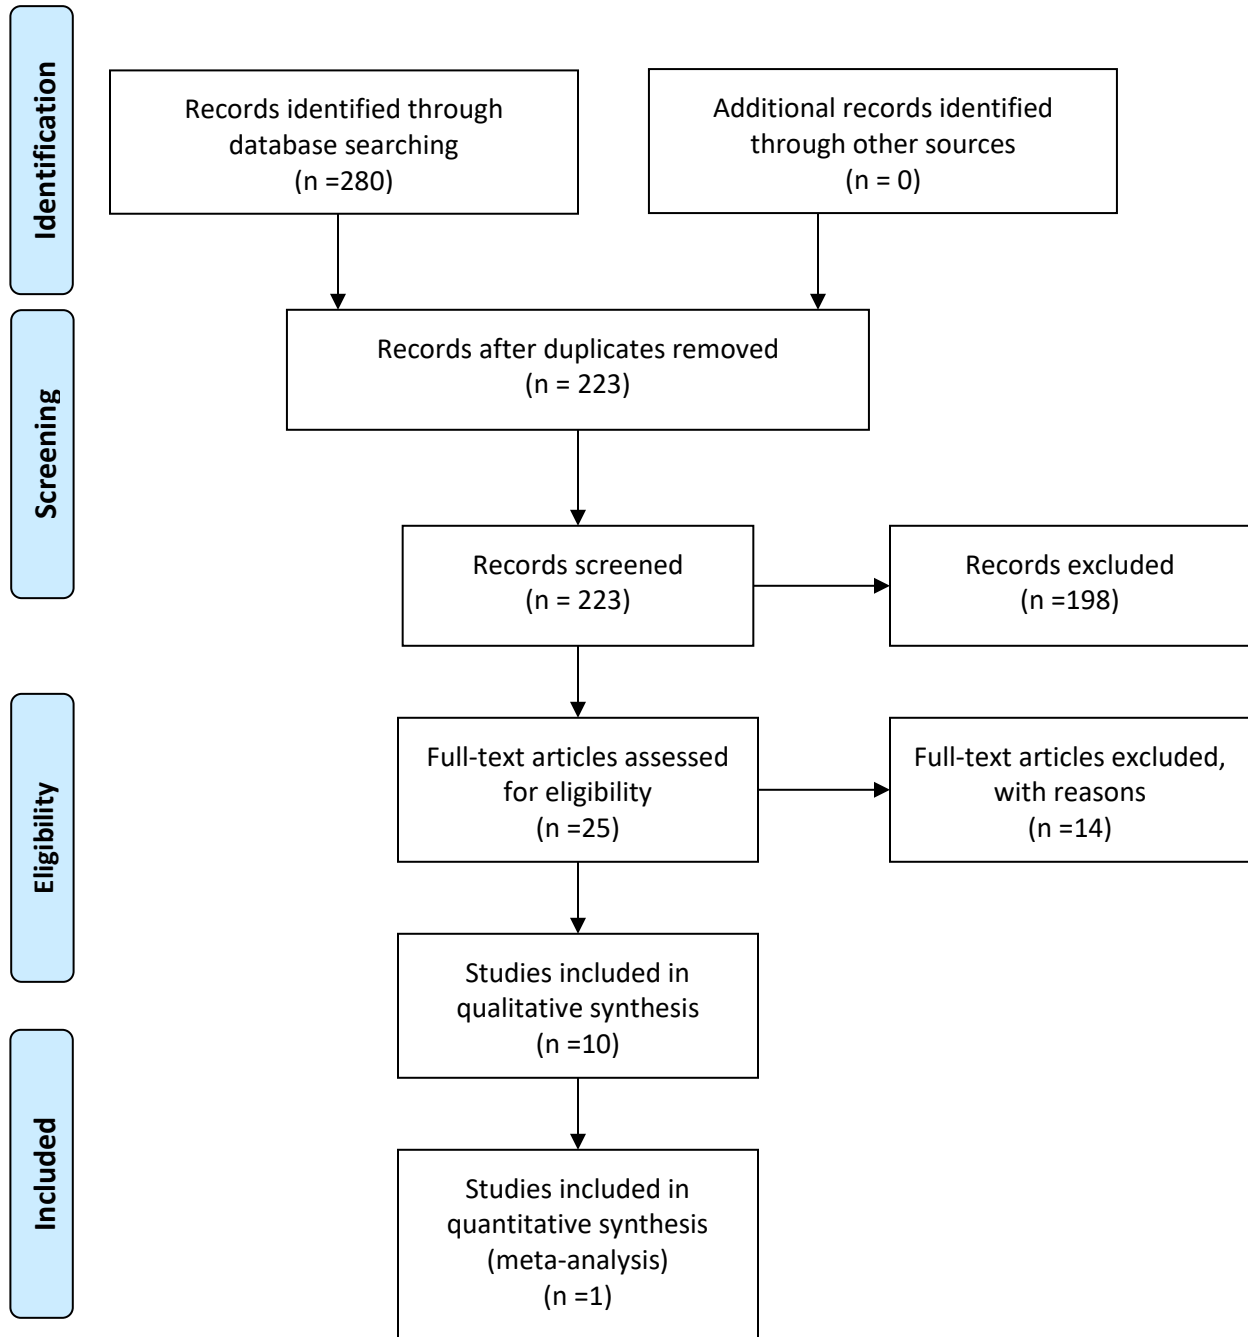 Identification
Records identified through
database searching
(n =280)
Additional records identified
through other sources
(n = 0)
Screening
Records after duplicates removed
(n = 223)
Records screened
(n = 223)
Records excluded
(n =198)
Eligibility
Full-text articles assessed
for eligibility
(n =25)
Full-text articles excluded,
with reasons
(n =14)
Studies included in
qualitative synthesis
(n =10)
Included
Studies included in
quantitative synthesis
(meta-analysis)
(n =1)